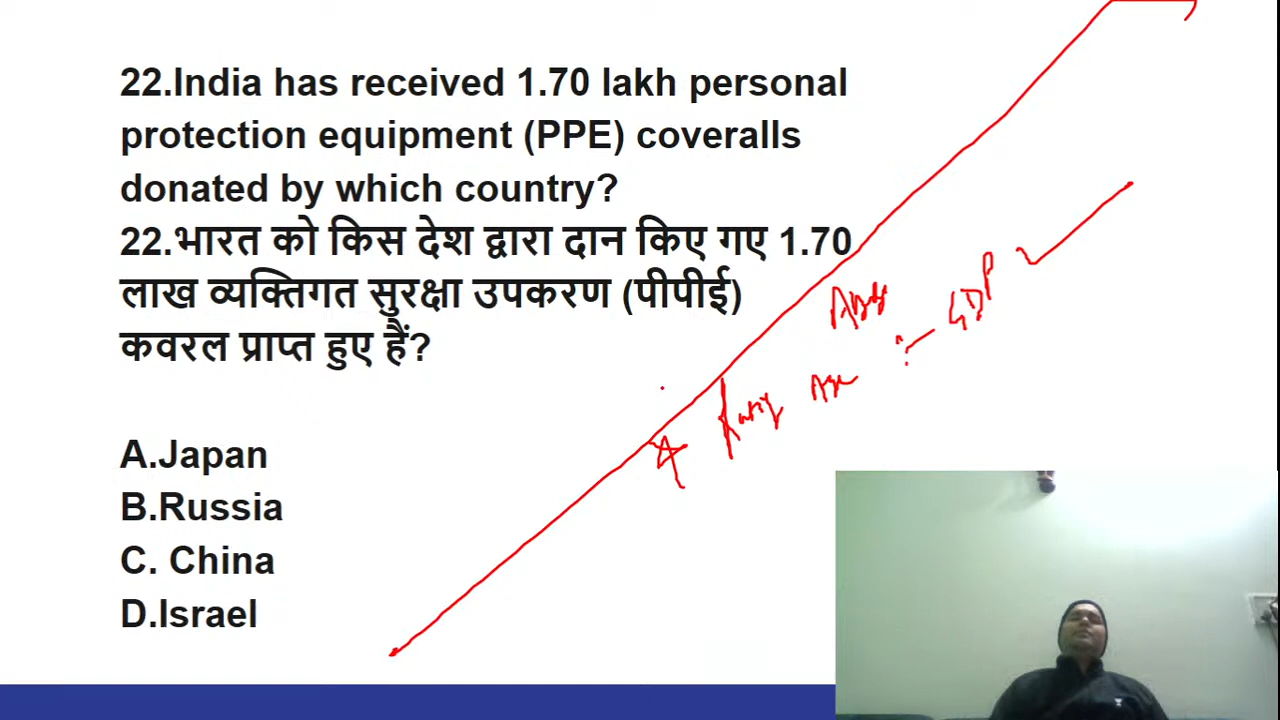 22.India has received 1.70 lakh personal
protection equipment (PPE) coveralls
donated by which country?
22.भारत को किस देश द्वारा दान किए गए 1.70
लाख व्यक्तिगत सुरक्षा उपकरण (पीपीई)
कवरल प्राप्त हुए हैं?
GDP
A.Japan
B.Russia
C. China
D.Israel